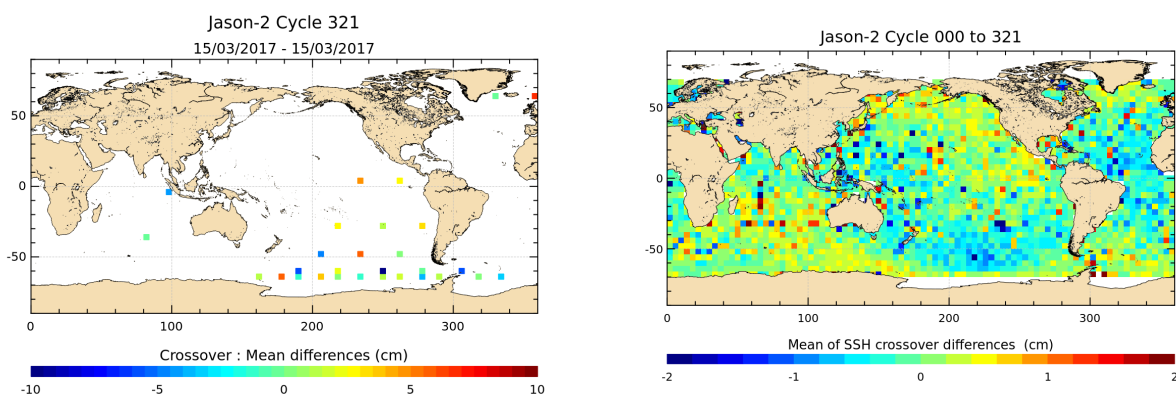 Jason-2 Cycle 321
15/03/2017 - 15/03/2017
50
0
-50
0 100 200 300
Crossover : Mean differences (cm)
-10 -5 0 5 10
Jason-2 Cycle 000 to 321
50
0
-50
0 100 200 300
Mean of SSH crossover differences (cm)
-2 -1 0 1 2